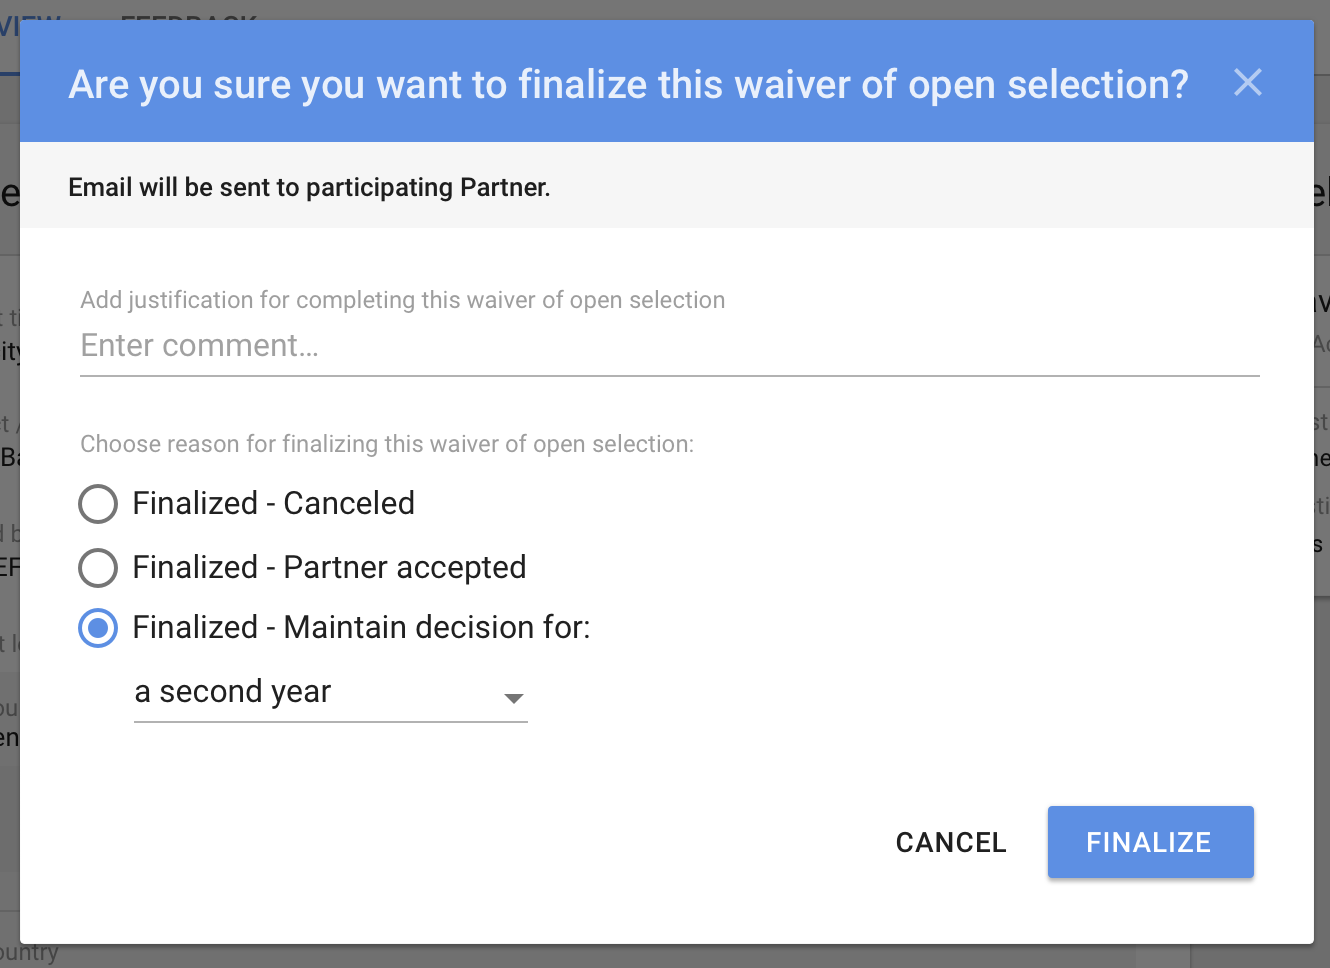 FEEDBACK
Are you sure you want to finalize this waiver of open selection?
Email will be sent to participating Partner.
Add justification for completing this waiver of open selection
Enter comment...
Choose reason for finalizing this waiver of open selection:
Finalized - Canceled
Finalized - Partner accepted
Finalized - Maintain decision for:
a second year
CANCEL
FINALIZE